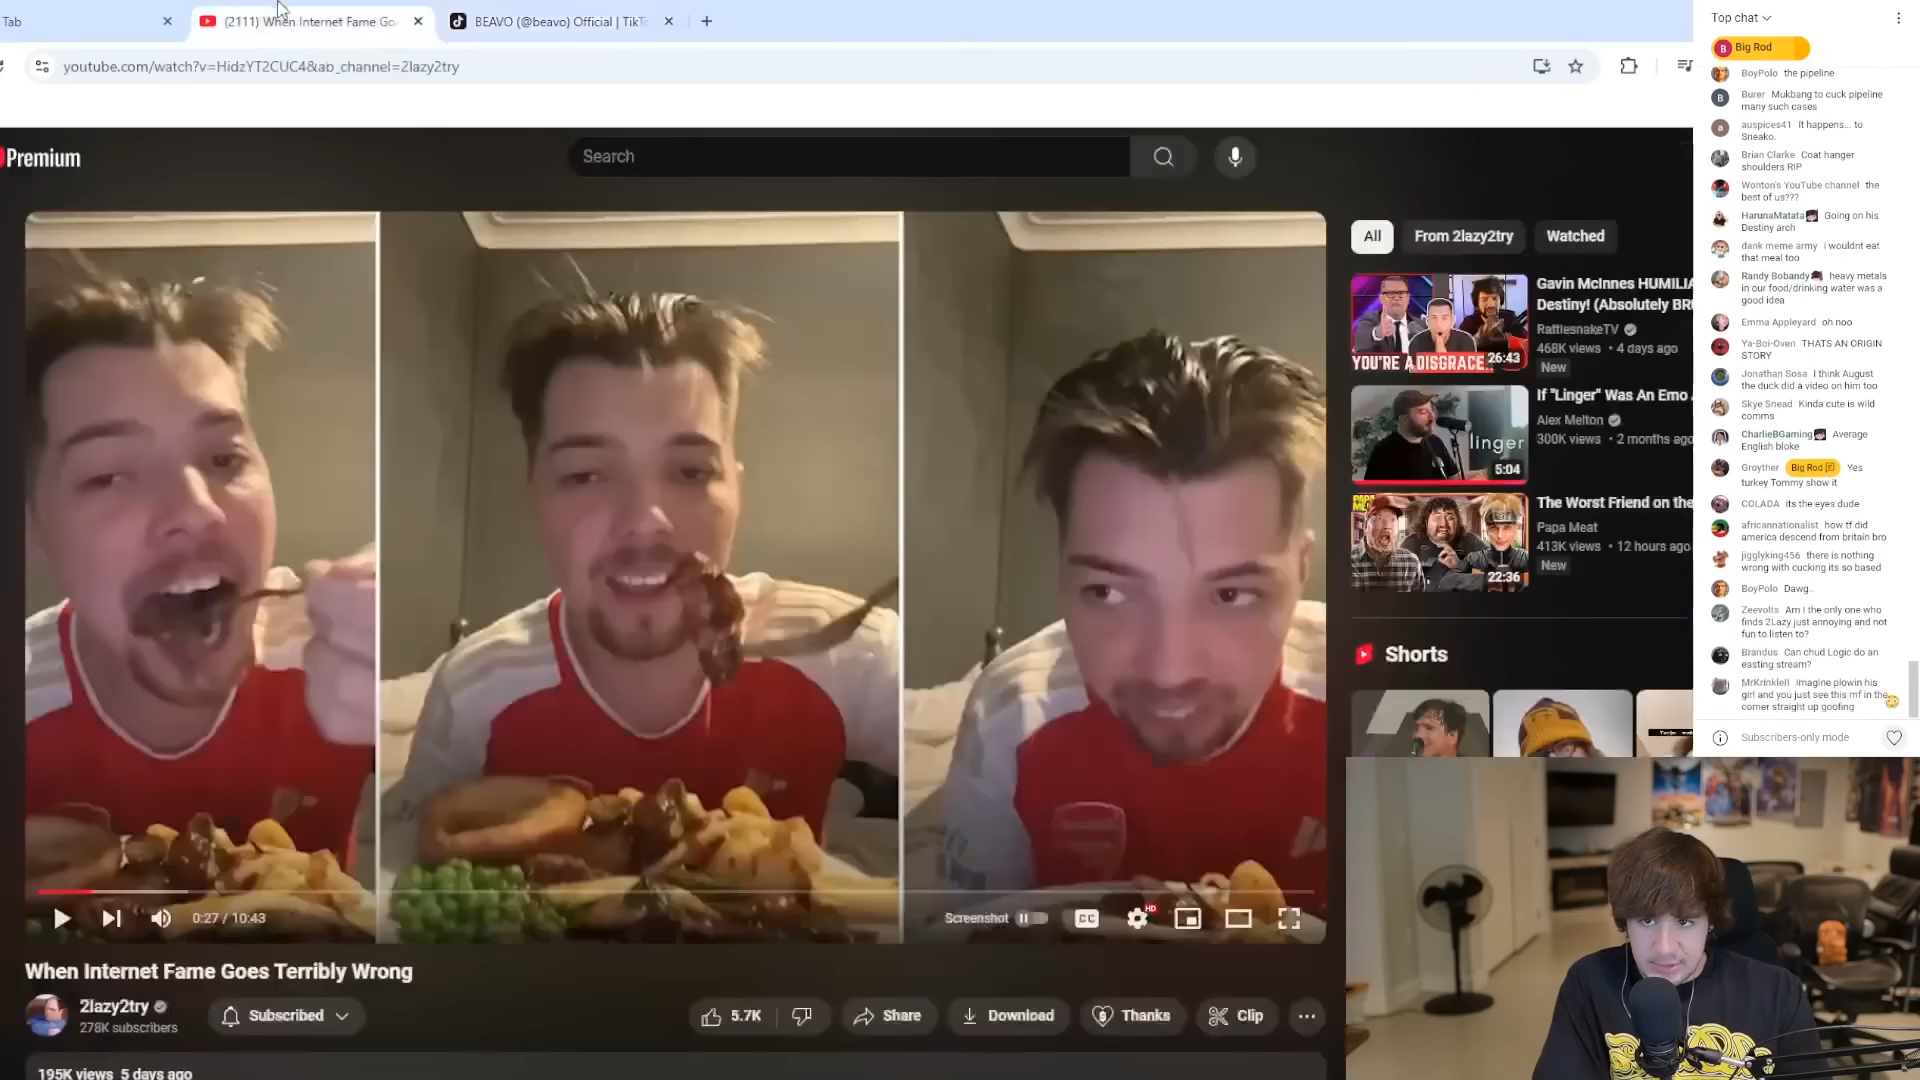 Tab
(2111) When Internet Fame Go
BEAVO (@beavo) Official | TikT
youtube.com/watch?v=HidzYT2CUC4&ab_channel=2lazy2try
Premium
Search
All
From 2lazy2try
Watched
YOU'RE A DISGRACE..
26:43
Gavin McInnes HUMILIA
Destiny! (Absolutely BR
RattlesnakeTV
468K views • 4 days ago
New
linger
5:04
If "Linger" Was An Emo
Alex Melton
300K views • 2 months ago
22:36
The Worst Friend on the
Papa Meat
413K views • 12 hours ago
New
Shorts
0:27 / 10:43
Screenshot
CC
HD
When Internet Fame Goes Terribly Wrong
2lazy2try
278K subscribers
Subscribed
5.7K
Share
Download
Thanks
Clip
195K views 5 days ago
Top chat
B Big Rod
BoyPolo the pipeline
B Burer Mukbang to cuck pipeline
many such cases
a auspices41 It happens... to
Sneako.
Brian Clarke Coat hanger
shoulders RIP
Wonton's YouTube channel the
best of us???
HarunaMatata Going on his
Destiny arch
dank meme army i wouldnt eat
that meal too
Randy Bobandy heavy metals
in our food/drinking water was a
good idea
Emma Appleyard oh noo
Ya-Boi-Oven THATS AN ORIGIN
STORY
Jonathan Sosa I think August
the duck did a video on him too
Skye Snead Kinda cute is wild
comms
CharlieBGaming Average
English bloke
Groyther Big Rod Yes
turkey Tommy show it
COLADA its the eyes dude
africannationalist how tf did
america descend from britain bro
jigglyking456 there is nothing
wrong with cucking its so based
BoyPolo Dawg..
Zeevolts Am I the only one who
finds 2Lazy just annoying and not
fun to listen to?
Brandus Can chud Logic do an
easting stream?
MrKrinklell Imagine plowin his
girl and you just see this mf in the
corner straight up goofing
Subscribers-only mode